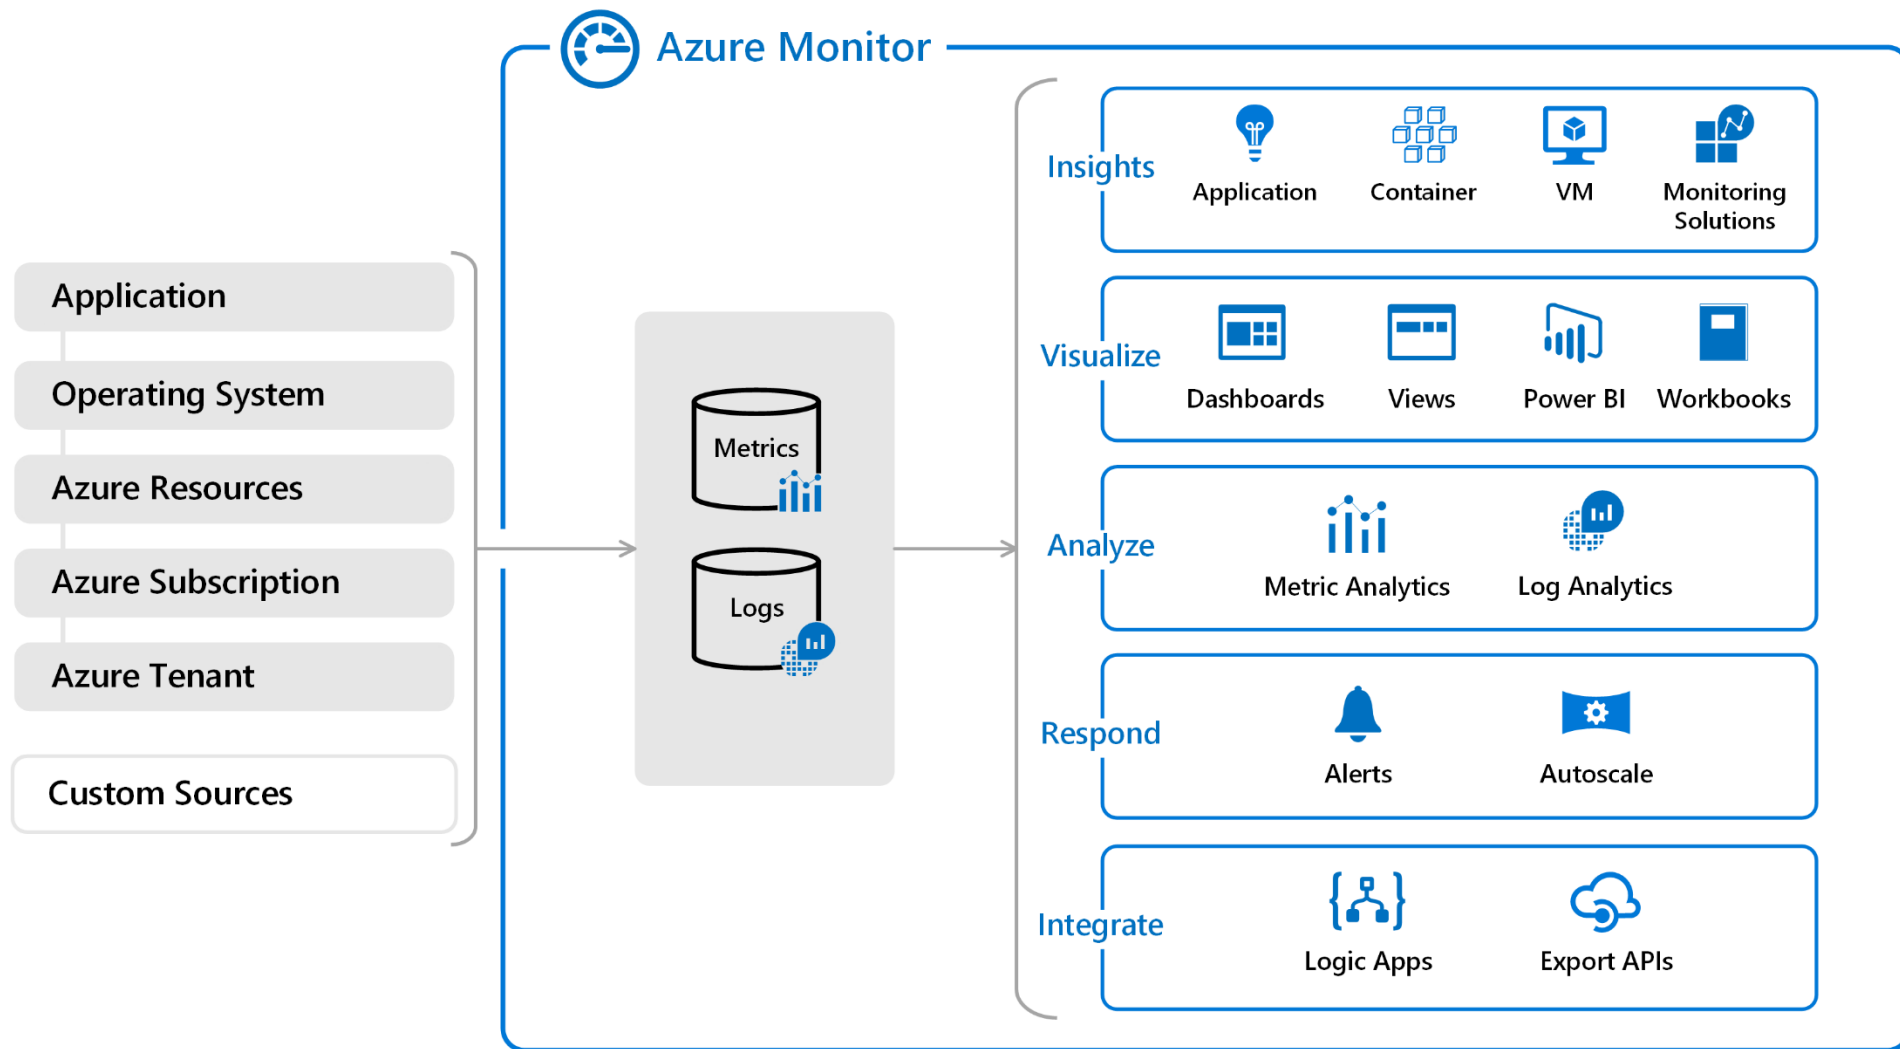 Azure Monitor
Application
Operating System
Azure Resources
Azure Subscription
Azure Tenant
Custom Sources
Metrics
Logs
Insights
Application
Container
VM
Monitoring
Solutions
Visualize
Dashboards
Views
Power BI
Workbooks
Analyze
Metric Analytics
Log Analytics
Respond
Alerts
Autoscale
Integrate
Logic Apps
Export APIs